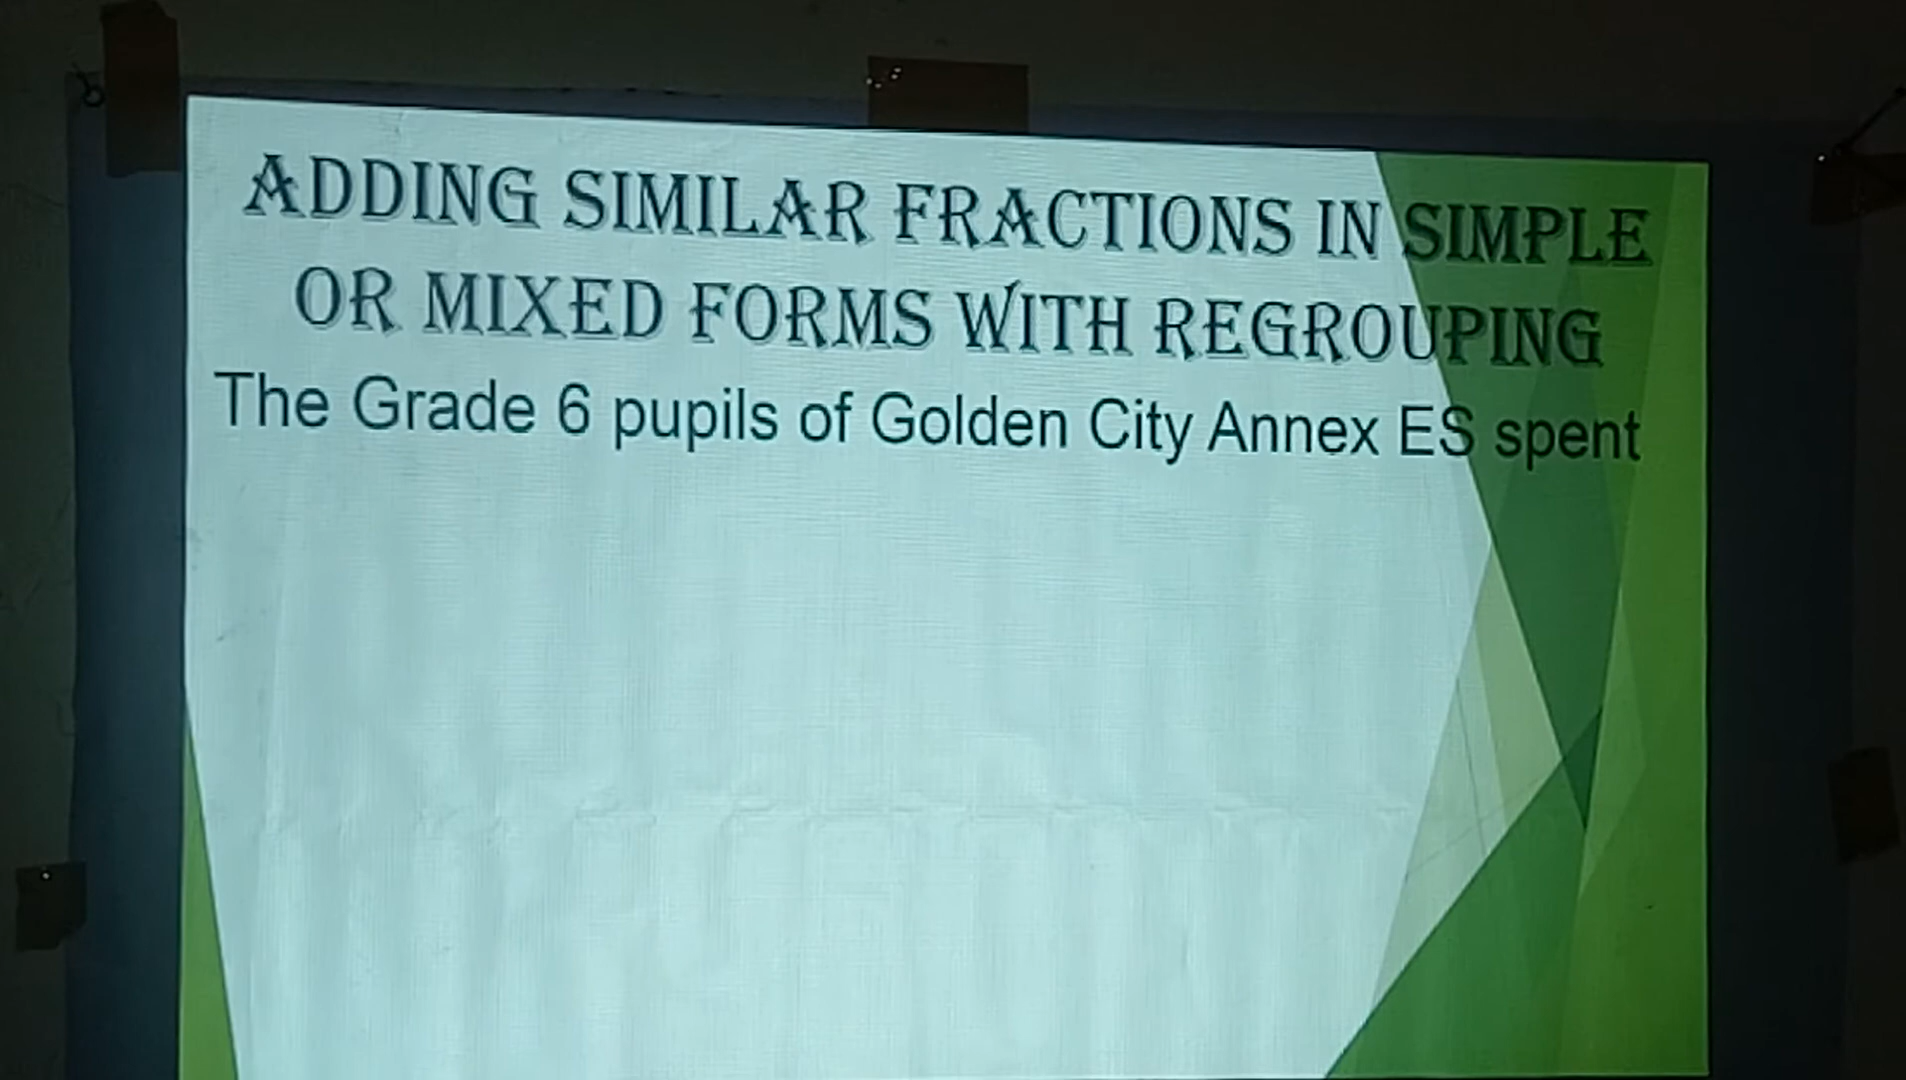 ADDING SIMILAR FRACTIONS IN SIMPLE
OR MIXED FORMS WITH REGROUPING
The Grade 6 pupils of Golden City Annex ES spent